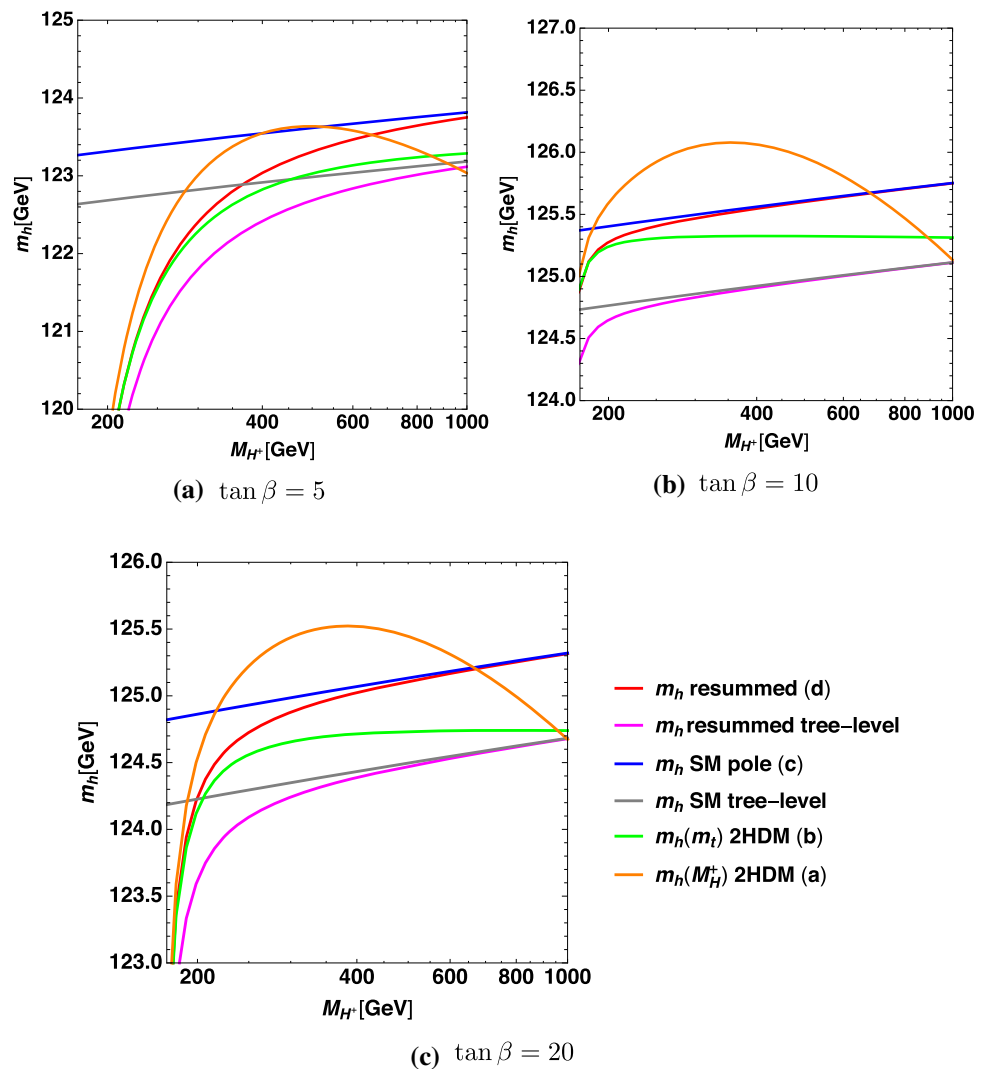 125
124
123
122
121
120
m_h[GeV]
200 400 600 1000
M_{H^+}[GeV]
(a) tan β = 5
127.0
126.5
126.0
125.5
125.0
124.5
124.0
m_h[GeV]
200 400 600 800 1000
M_{H^+}[GeV]
(b) tan β = 10
126.0
125.5
125.0
124.5
124.0
123.5
123.0
m_h[GeV]
200 400 600 1000
M_{H^+}[GeV]
(c) tan β = 20
m_h resummed (d)
m_h resummed tree-level
m_h SM pole (c)
m_h SM tree-level
m_h(m_t) 2HDM (b)
m_h(M_H^+) 2HDM (a)